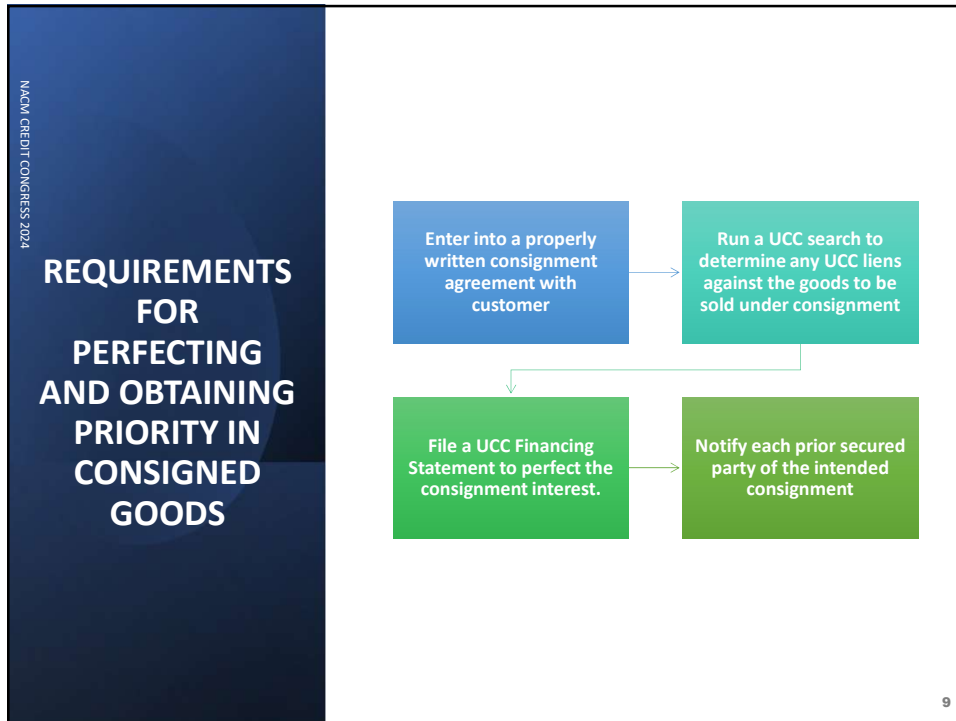 NACM CREDIT CONGRESS 2024
REQUIREMENTS
FOR
PERFECTING
AND OBTAINING
PRIORITY IN
CONSIGNED
GOODS
Enter into a properly
written consignment
agreement with
customer
Run a UCC search to
determine any UCC liens
against the goods to be
sold under consignment
File a UCC Financing
Statement to perfect the
consignment interest.
Notify each prior secured
party of the intended
consignment
9